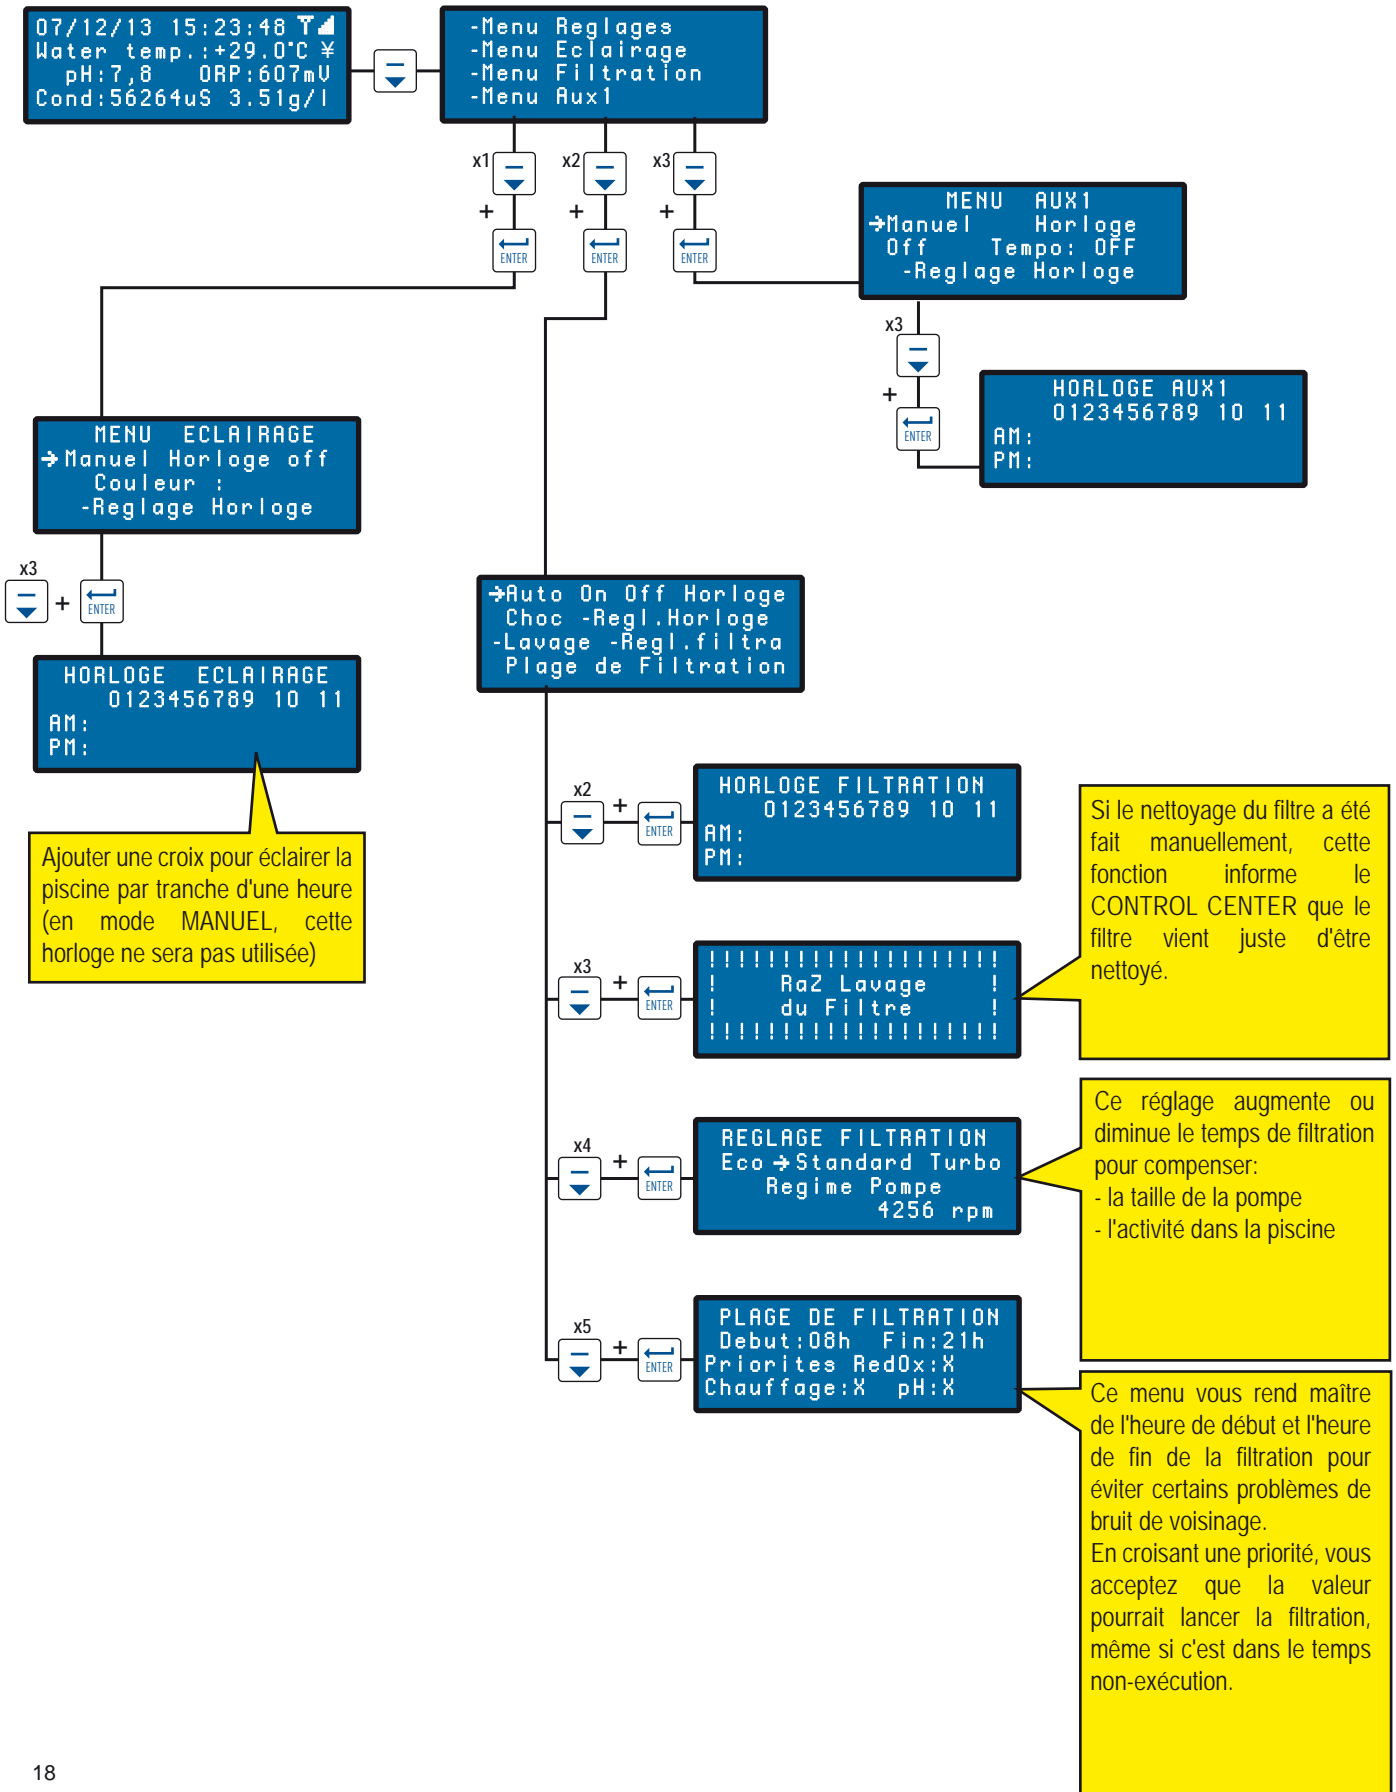 07/12/13 15:23:48
Water temp.:+29.0°C ¥
pH:7,8 ORP:607mV
Cond:56264uS 3.51g/l
-Menu Reglages
-Menu Eclairage
-Menu Filtration
-Menu Aux1
x1
x2
x3
+
+
+
ENTER
ENTER
ENTER
MENU AUX1
→Manuel Horloge
Off Tempo: OFF
-Reglage Horloge
x3
+
ENTER
HORLOGE AUX1
0123456789 10 11
AM:
PM:
MENU ECLAIRAGE
→Manuel Horloge off
Couleur :
-Reglage Horloge
x3
+
ENTER
HORLOGE ECLAIRAGE
0123456789 10 11
AM:
PM:
Ajouter une croix pour éclairer la
piscine par tranche d'une heure
(en mode MANUEL, cette
horloge ne sera pas utilisée)
→Auto On Off Horloge
Choc -Regl.Horloge
-Lavage -Regl.filtra
Plage de Filtration
x2
+
ENTER
HORLOGE FILTRATION
0123456789 10 11
AM:
PM:
x3
+
ENTER
!!!!!!!!!!!!!!!!!!!!
! RaZ Lavage !
! du Filtre !
!!!!!!!!!!!!!!!!!!!!
Si le nettoyage du filtre a été
fait manuellement, cette
fonction informe le
CONTROL CENTER que le
filtre vient juste d'être
nettoyé.
x4
+
ENTER
REGLAGE FILTRATION
Eco→Standard Turbo
Regime Pompe
4256 rpm
Ce réglage augmente ou
diminue le temps de filtration
pour compenser:
- la taille de la pompe
- l'activité dans la piscine
x5
+
ENTER
PLAGE DE FILTRATION
Debut:08h Fin:21h
Priorites RedOx:X
Chauffage:X pH:X
Ce menu vous rend maître
de l'heure de début et l'heure
de fin de la filtration pour
éviter certains problèmes de
bruit de voisinage.
En croisant une priorité, vous
acceptez que la valeur
pourrait lancer la filtration,
même si c'est dans le temps
non-exécution.
18